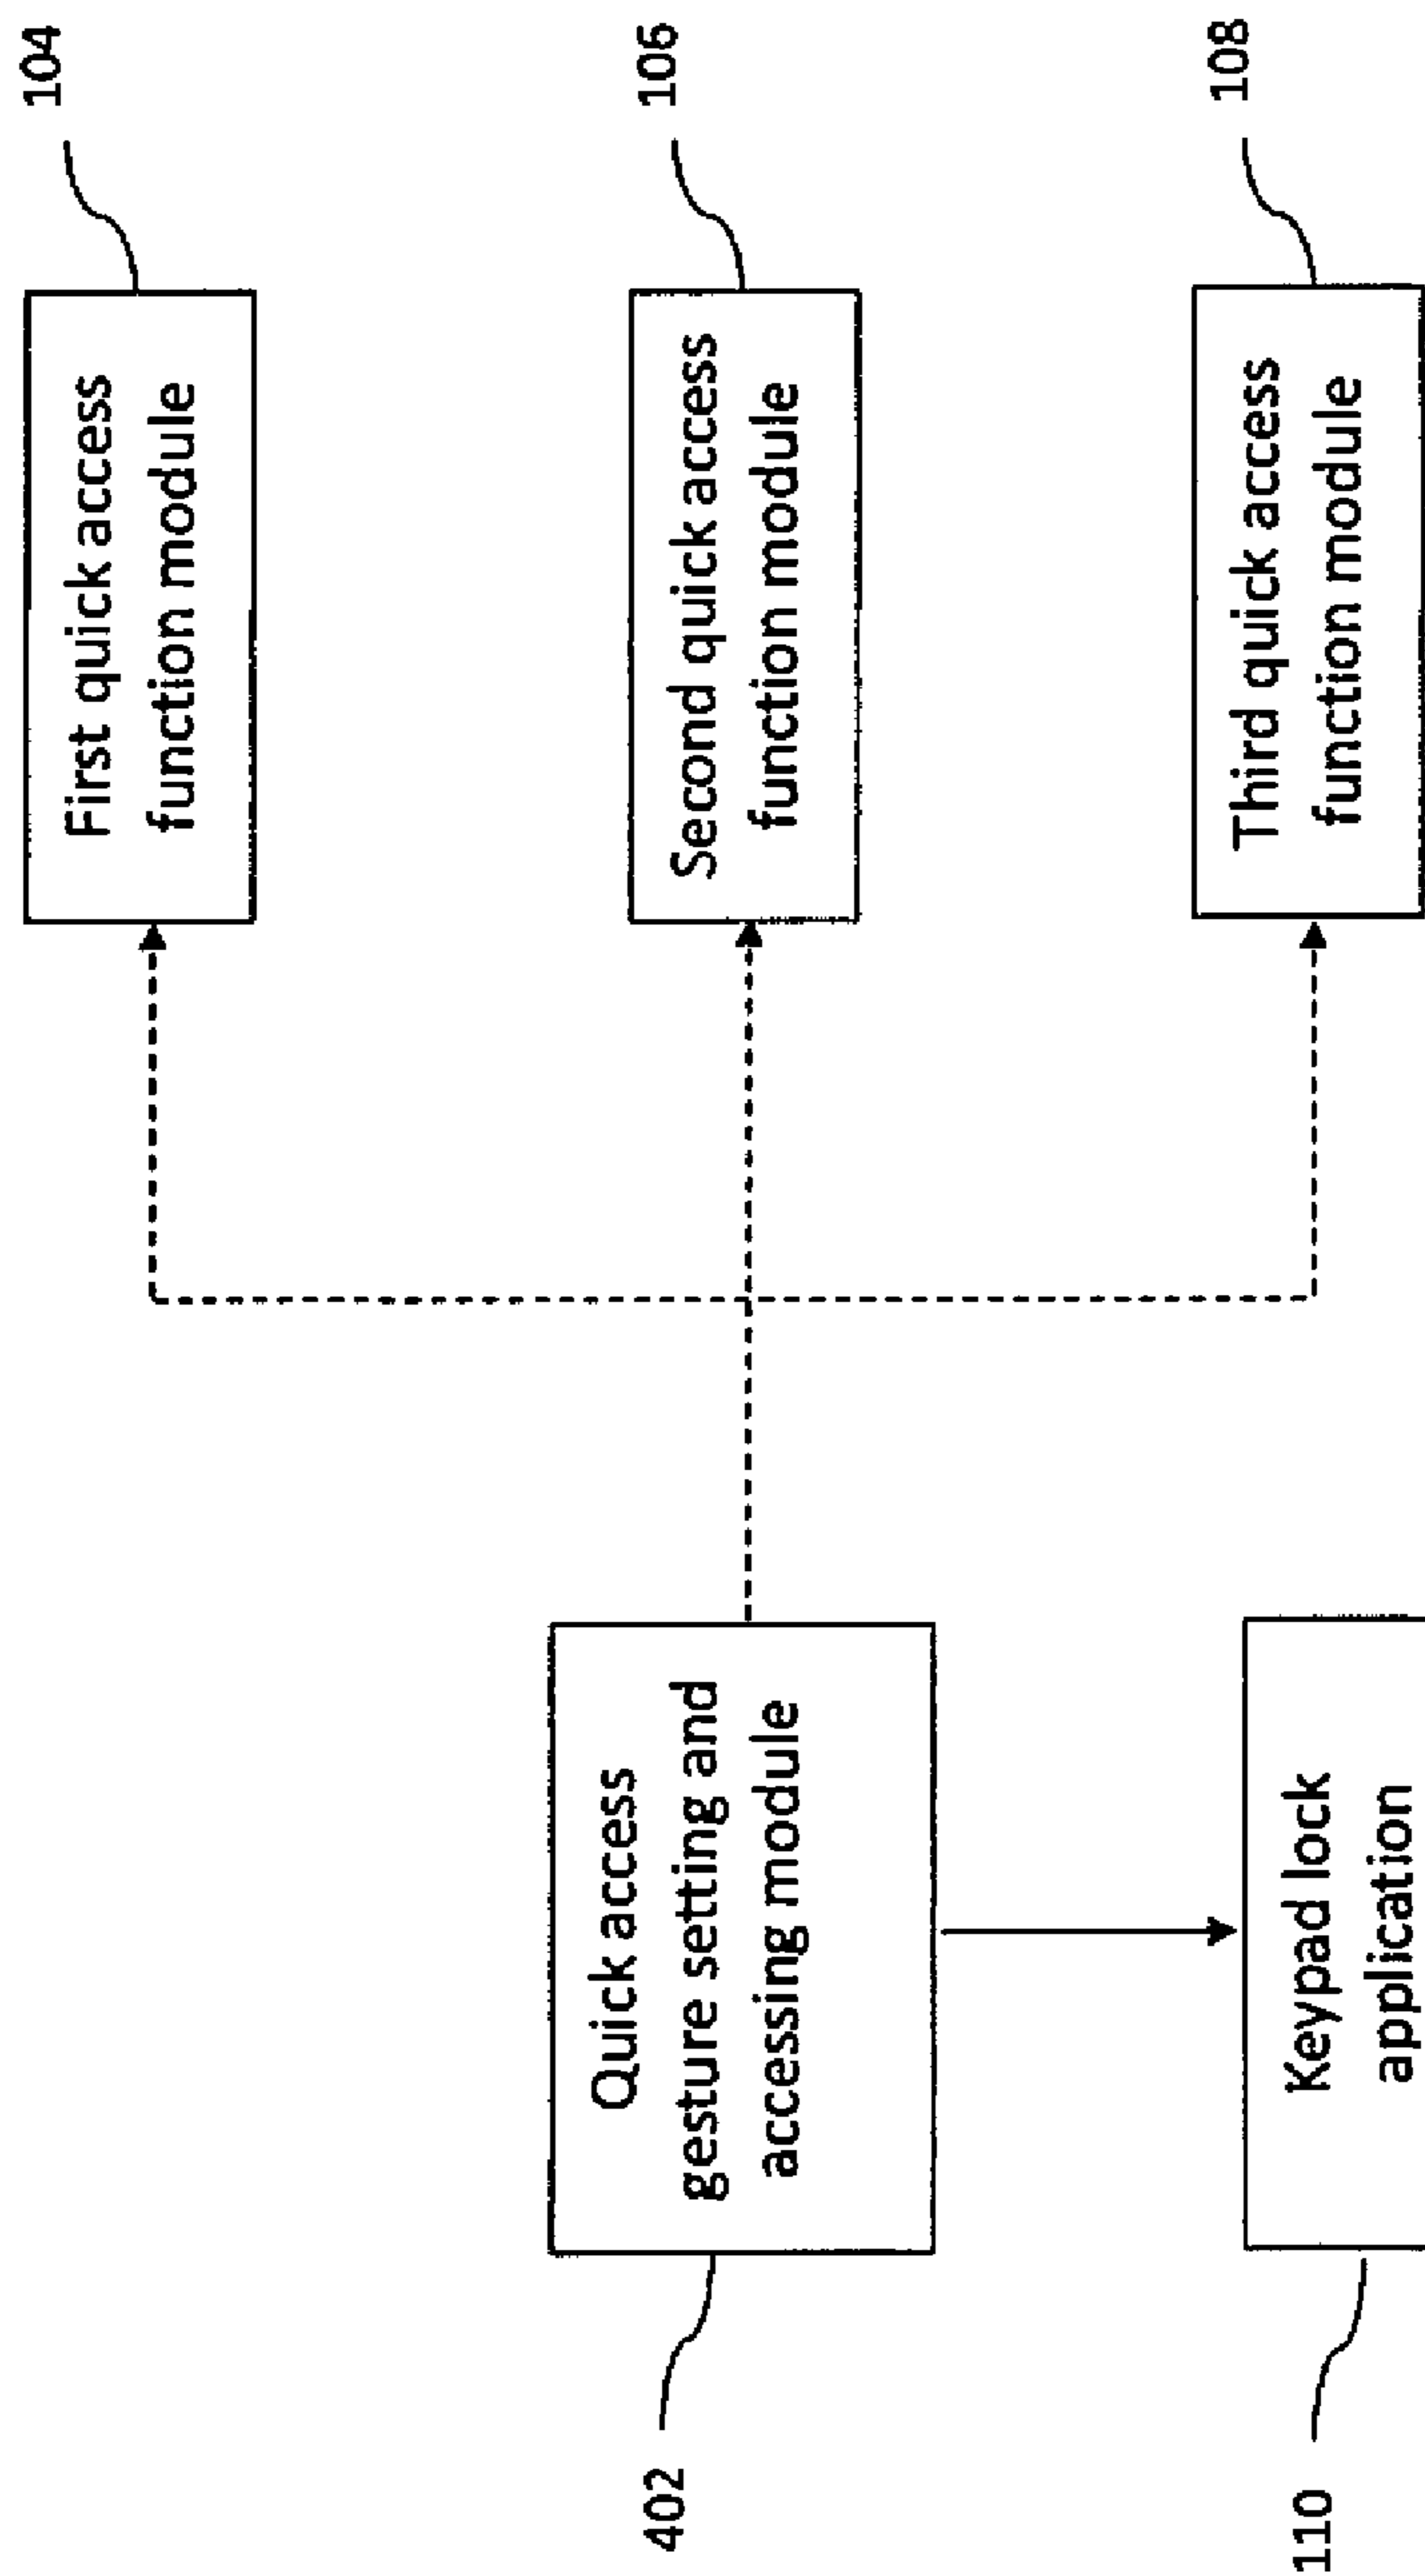 104
First quick access
function module
106
Second quick access
function module
402
Quick access
gesture setting and
accessing module
108
Third quick access
function module
110
Keypad lock
application